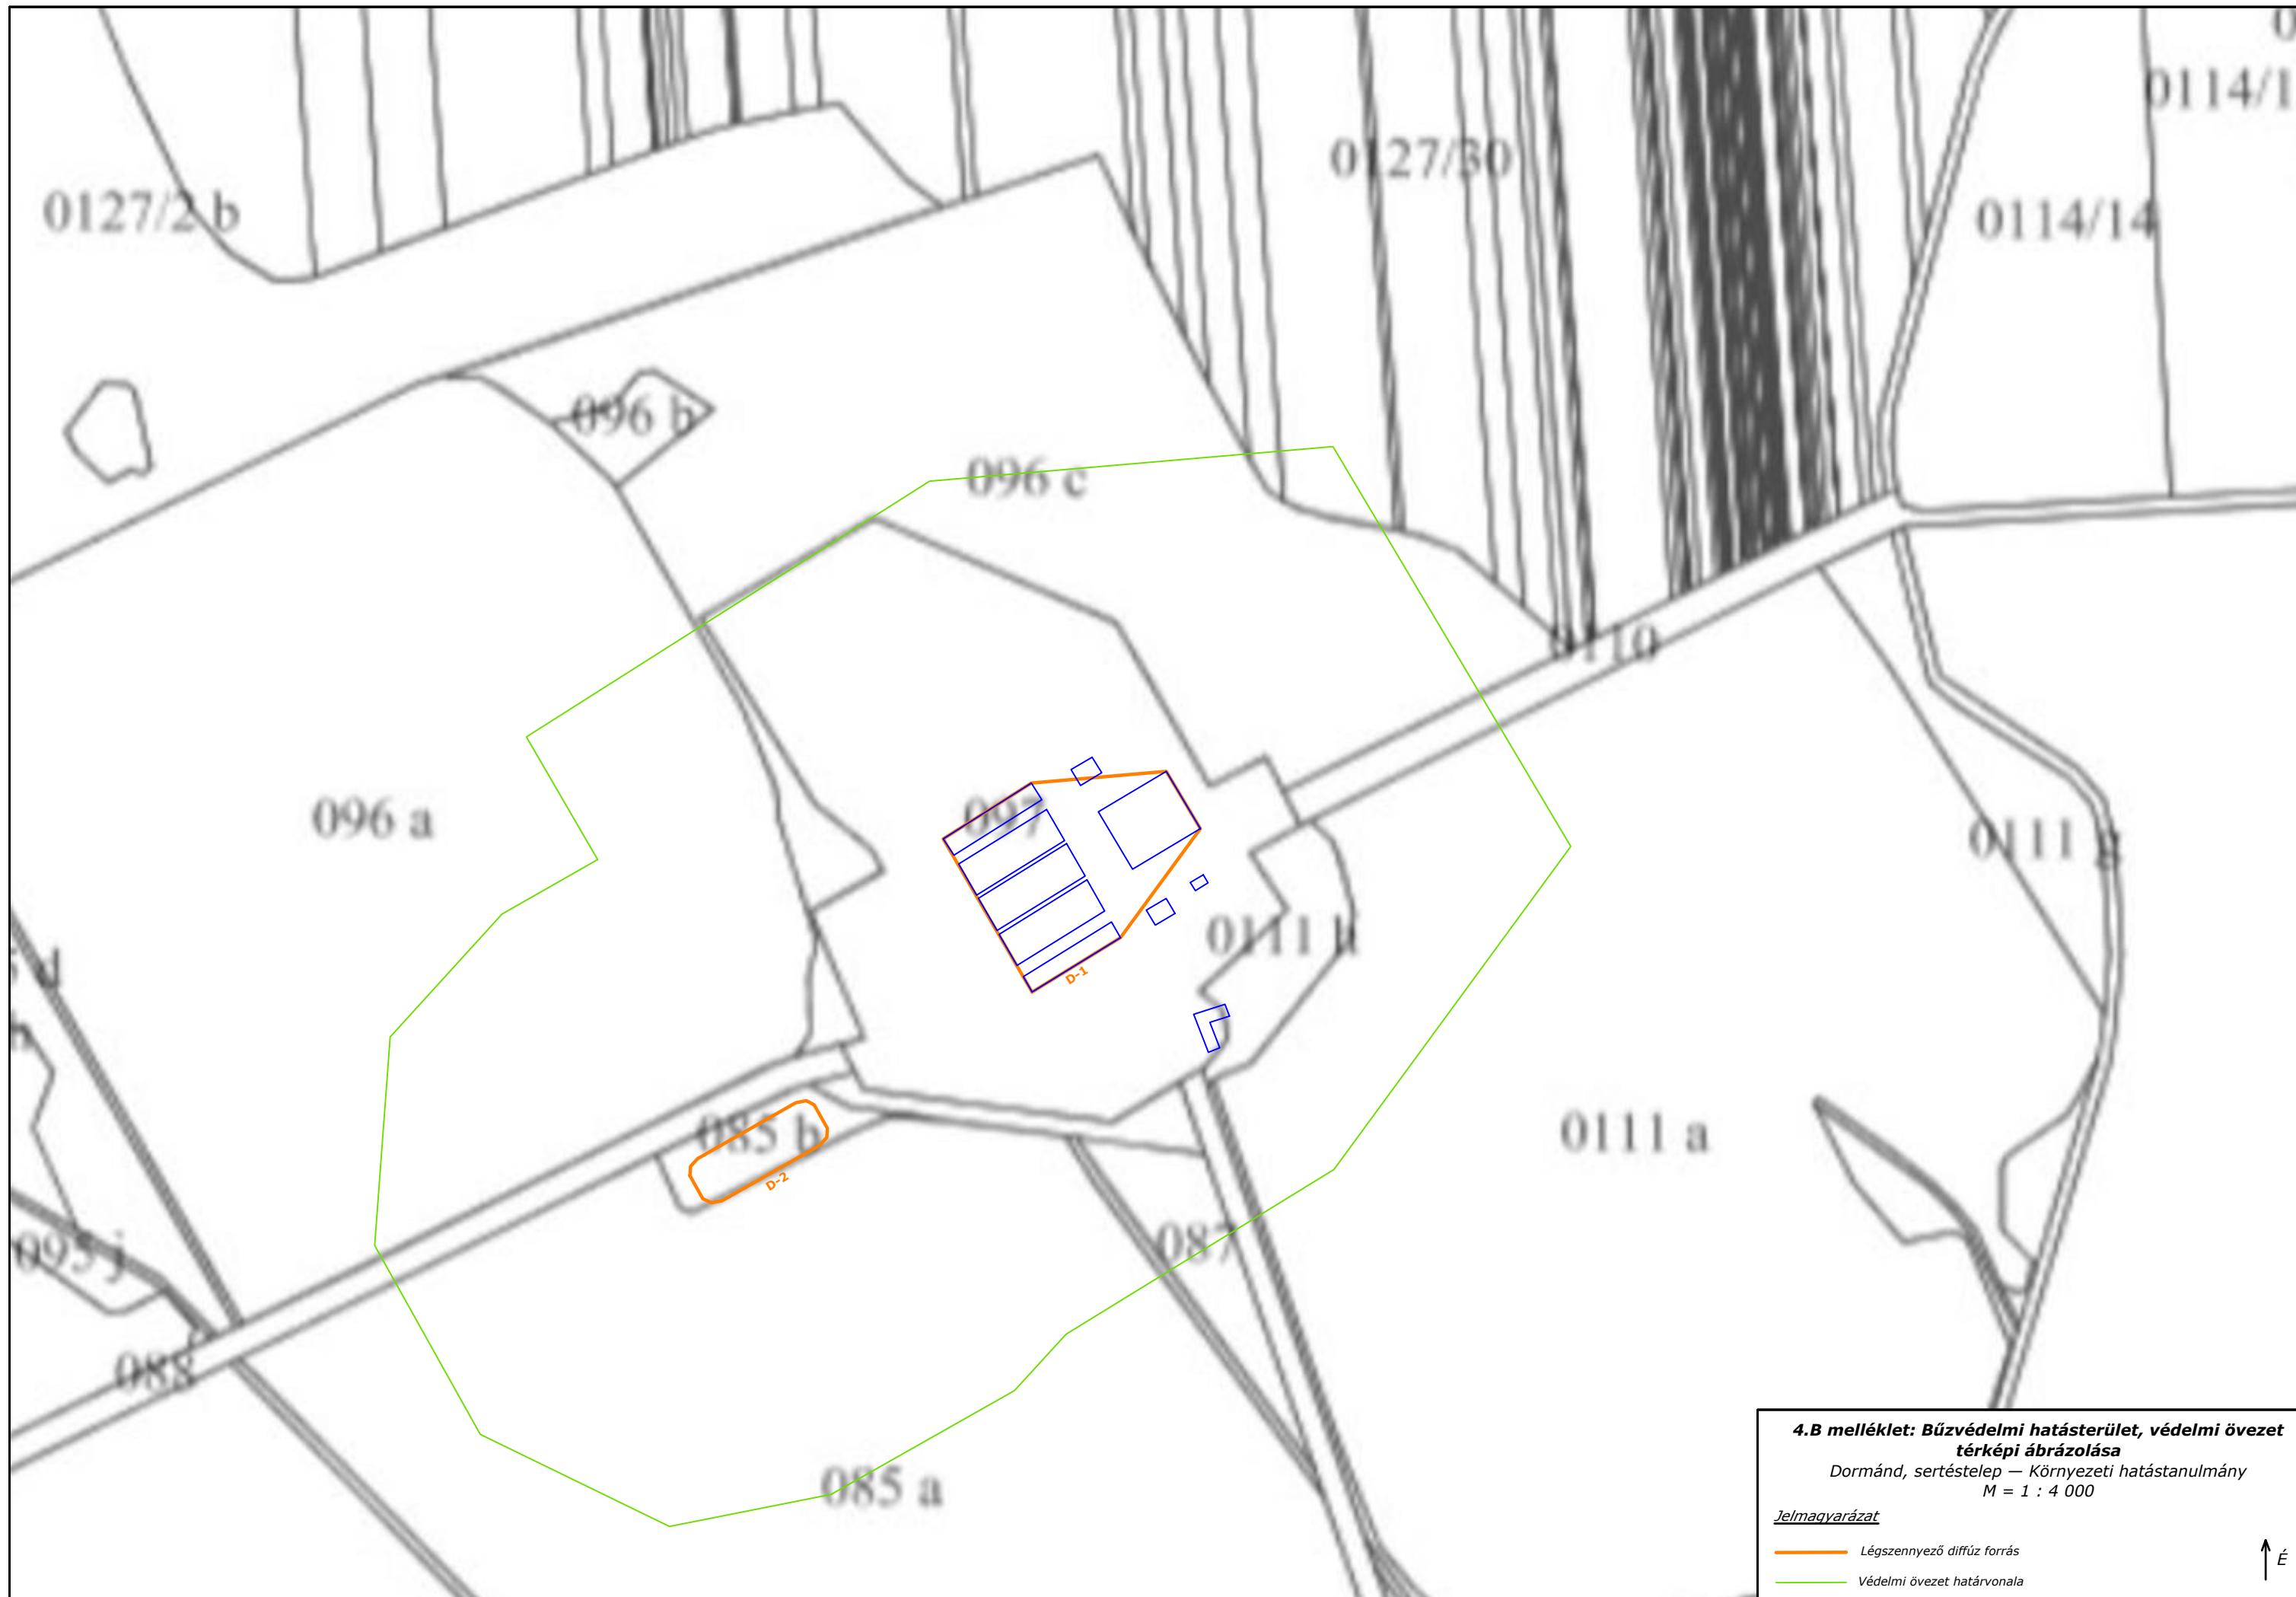 0114/1
0127/30
0127/2 b
0114/14
096 b
096 c
0110
096 a
097
0111 g
0111 h
D-1
085 b
0111 a
D-2
087
095 j
088
085 a
4.B melléklet: Bűzvédelmi hatásterület, védelmi övezet
térképi ábrázolása
Dormánd, sertéstelep — Környezeti hatástanulmány
M = 1 : 4 000
Jelmagyarázat
Légszennyező diffúz forrás
É
Védelmi övezet határvonala